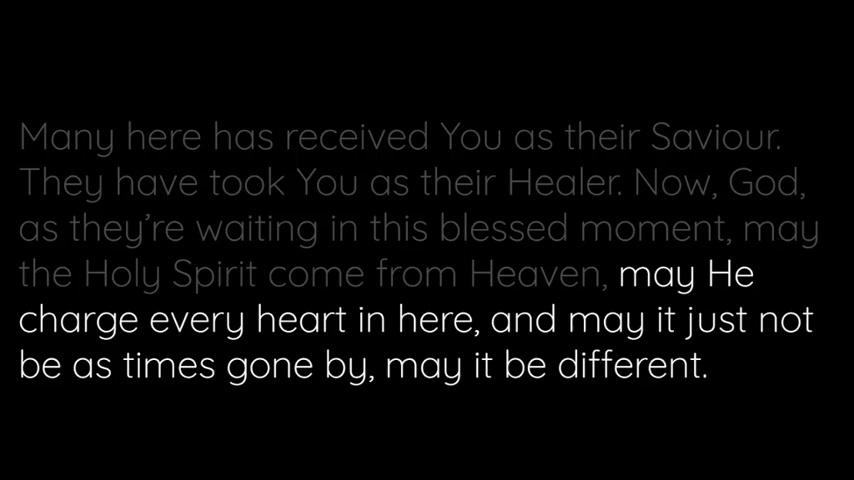 Many here has received You as their Saviour.
They have took You as their Healer. Now, God,
as they’re waiting in this blessed moment, may
the Holy Spirit come from Heaven, may He
charge every heart in here, and may it just not
be as times gone by, may it be different.